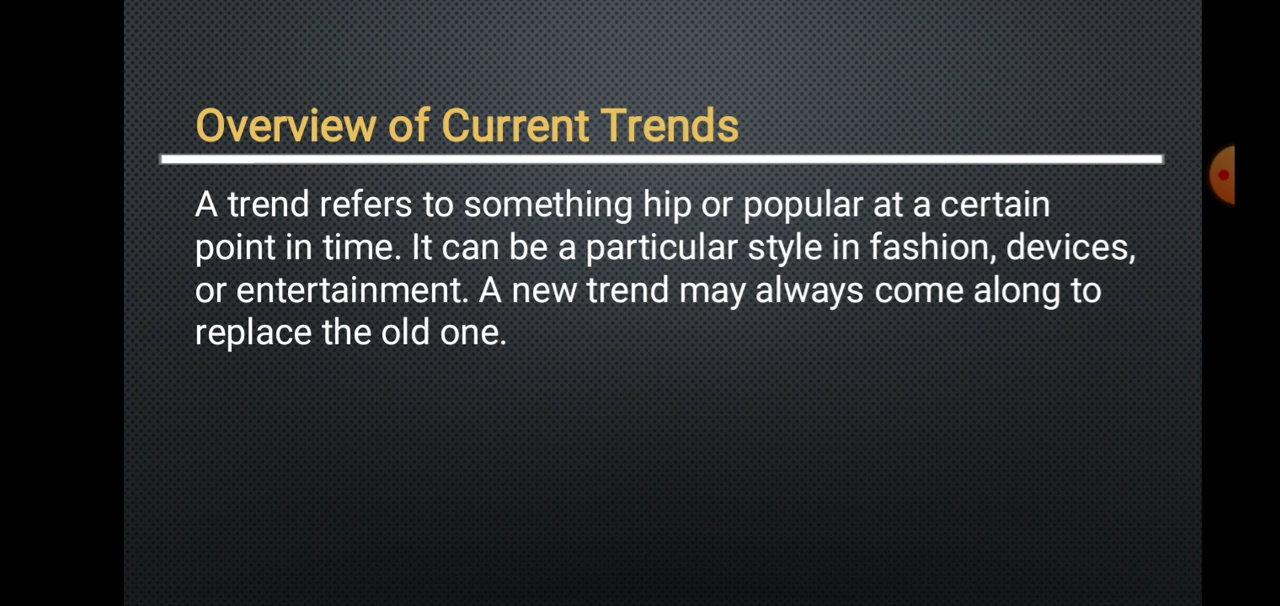 Overview of Current Trends
A trend refers to something hip or popular at a certain
point in time. It can be a particular style in fashion, devices,
or entertainment. A new trend may always come along to
replace the old one.